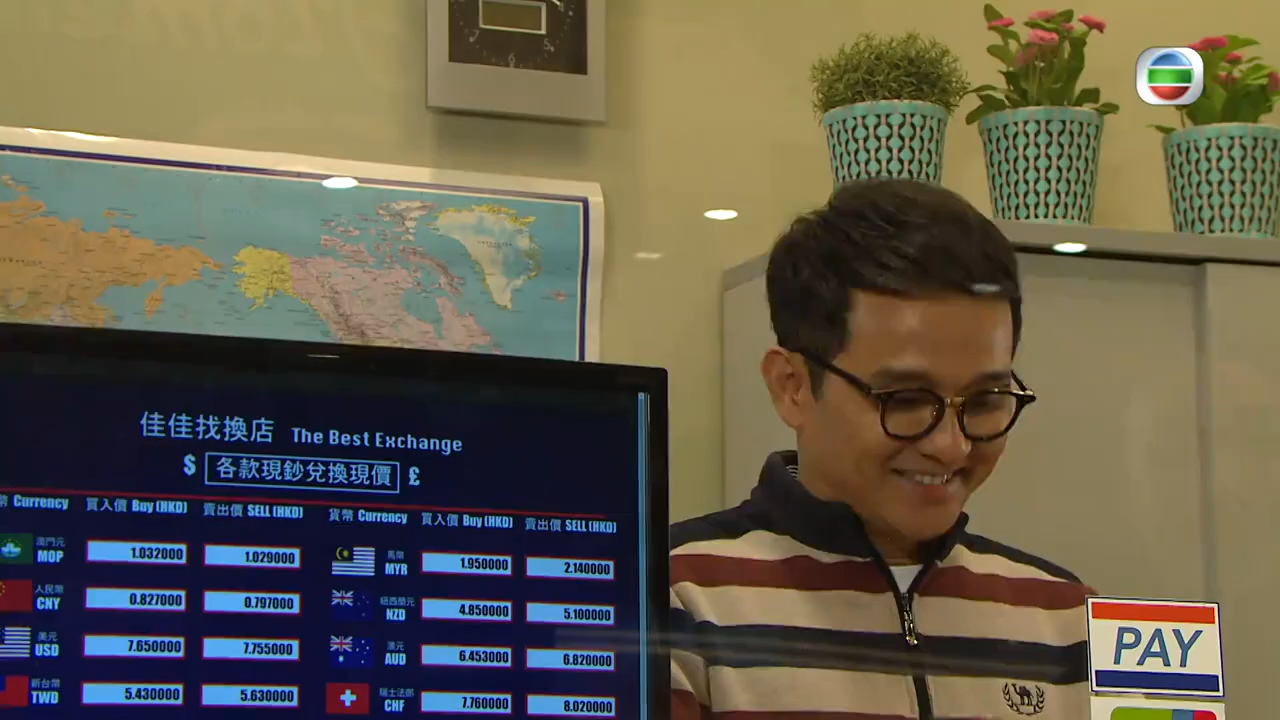 7 6 5
佳佳找換店 The Best Exchange
$ 各款現鈔兌換現價 £
幣 Currency 買入價 Buy (HKD) 賣出價 SELL (HKD) 貨幣 Currency 買入價 Buy (HKD) 賣出價 SELL (HKD)
澳門元 MOP 1.032000 1.029000 馬幣 MYR 1.950000 2.140000
人民幣 CNY 0.827000 0.797000 紐西蘭元 NZD 4.850000 5.100000
美元 USD 7.650000 7.755000 澳元 AUD 6.453000 6.820000
新台幣 TWD 5.430000 5.630000 瑞士法郎 CHF 7.760000 8.020000
PAY